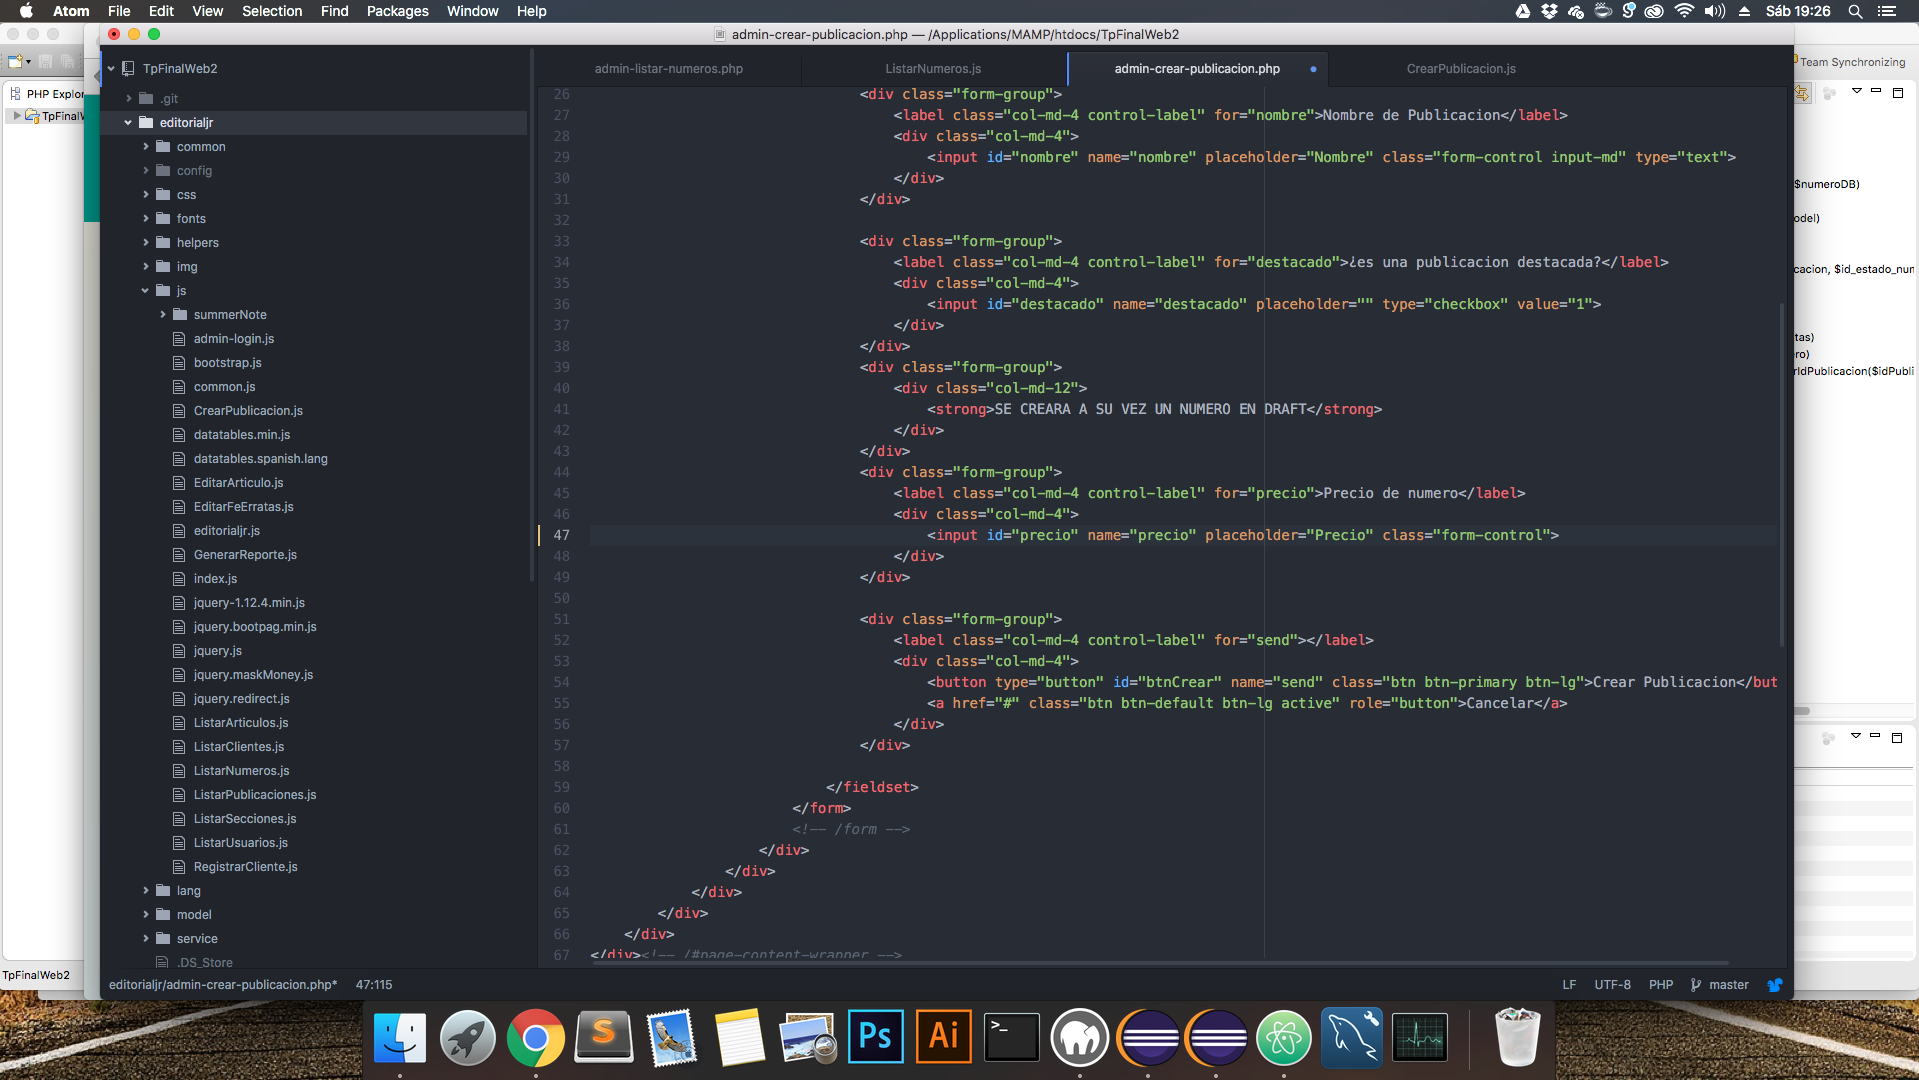 Atom File Edit View Selection Find Packages Window Help
Sáb 19:26
admin-crear-publicacion.php — /Applications/MAMP/htdocs/TpFinalWeb2
Team Synchronizing
PHP Explor
TpFinalW
TpFinalWeb2
.git
editorialjr
common
config
css
fonts
helpers
img
js
summerNote
admin-login.js
bootstrap.js
common.js
CrearPublicacion.js
datatables.min.js
datatables.spanish.lang
EditarArticulo.js
EditarFeErratas.js
editorialjr.js
GenerarReporte.js
index.js
jquery-1.12.4.min.js
jquery.bootpag.min.js
jquery.js
jquery.maskMoney.js
jquery.redirect.js
ListarArticulos.js
ListarClientes.js
ListarNumeros.js
ListarPublicaciones.js
ListarSecciones.js
ListarUsuarios.js
RegistrarCliente.js
lang
model
service
.DS_Store
admin-listar-numeros.php
ListarNumeros.js
admin-crear-publicacion.php
CrearPublicacion.js
26 <div class="form-group">
27 <label class="col-md-4 control-label" for="nombre">Nombre de Publicacion</label>
28 <div class="col-md-4">
29 <input id="nombre" name="nombre" placeholder="Nombre" class="form-control input-md" type="text">
30 </div>
31 </div>
32
33 <div class="form-group">
34 <label class="col-md-4 control-label" for="destacado">¿es una publicacion destacada?</label>
35 <div class="col-md-4">
36 <input id="destacado" name="destacado" placeholder="" type="checkbox" value="1">
37 </div>
38 </div>
39 <div class="form-group">
40 <div class="col-md-12">
41 <strong>SE CREARA A SU VEZ UN NUMERO EN DRAFT</strong>
42 </div>
43 </div>
44 <div class="form-group">
45 <label class="col-md-4 control-label" for="precio">Precio de numero</label>
46 <div class="col-md-4">
47 <input id="precio" name="precio" placeholder="Precio" class="form-control">
48 </div>
49 </div>
50
51 <div class="form-group">
52 <label class="col-md-4 control-label" for="send"></label>
53 <div class="col-md-4">
54 <button type="button" id="btnCrear" name="send" class="btn btn-primary btn-lg">Crear Publicacion</but
55 <a href="#" class="btn btn-default btn-lg active" role="button">Cancelar</a>
56 </div>
57 </div>
58
59 </fieldset>
60 </form>
61 <!-- /form -->
62 </div>
63 </div>
64 </div>
65 </div>
66 </div>
67 </div><!-- /#page-content-wrapper -->
$numeroDB)
odel)
cacion, $id_estado_num
tas)
ro)
rIdPublicacion($idPubli
TpFinalWeb2
editorialjr/admin-crear-publicacion.php* 47:115
LF UTF-8 PHP master
S
Ps
Ai
>_